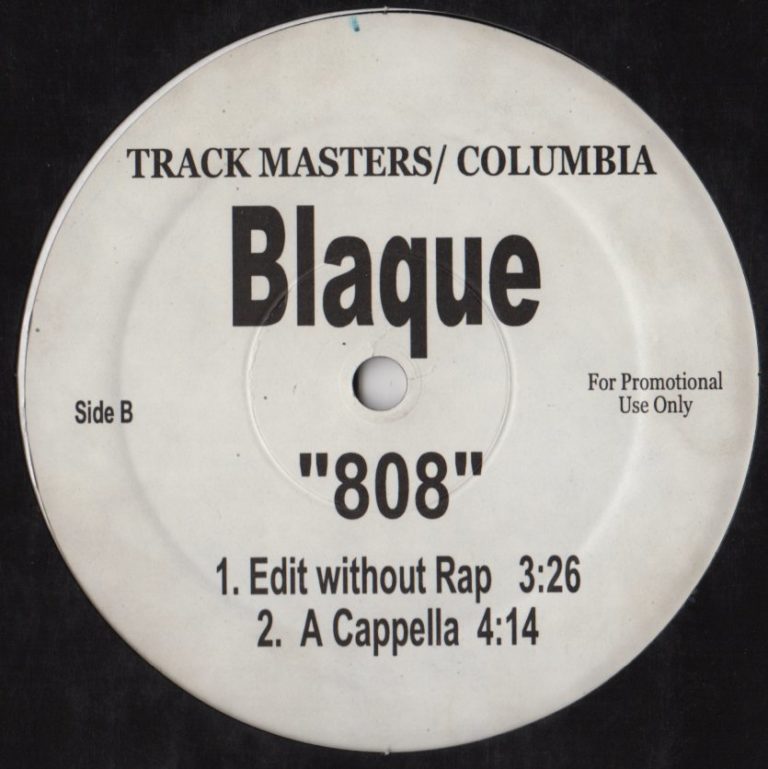 TRACK MASTERS/ COLUMBIA
Blaque
For Promotional
Use Only
Side B
"808"
1. Edit without Rap 3:26
2. A Cappella 4:14